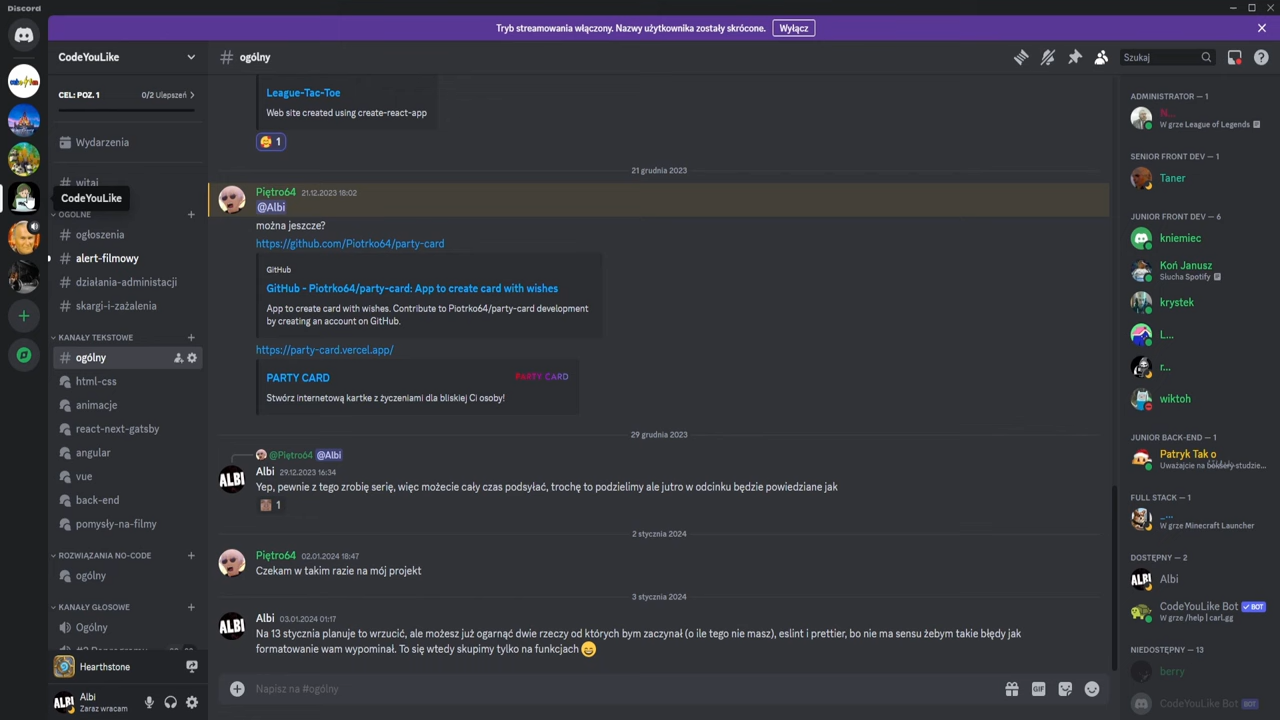 Discord
Tryb streamowania włączony. Nazwy użytkownika zostały skrócone.
Wyłącz
CodeYouLike
ogólny
Szukaj
CEL: POZ. 1
0/2 Ulepszeń
Wydarzenia
witaj
CodeYouLike
OGÓLNE
ogłoszenia
alert-filmowy
działania-administacji
skargi-i-zażalenia
KANAŁY TEKSTOWE
ogólny
html-css
animacje
react-next-gatsby
angular
vue
back-end
pomysły-na-filmy
ROZWIĄZANIA NO-CODE
ogólny
KANAŁY GŁOSOWE
Ogólny
Hearthstone
Albi
Zaraz wracam
League-Tac-Toe
Web site created using create-react-app
1
21 grudnia 2023
Piętro64 21.12.2023 18:02
@Albi
można jeszcze?
https://github.com/Piotrko64/party-card
GitHub
GitHub - Piotrko64/party-card: App to create card with wishes
App to create card with wishes. Contribute to Piotrko64/party-card development
by creating an account on GitHub.
https://party-card.vercel.app/
PARTY CARD
PARTY CARD
Stwórz internetową kartke z życzeniami dla bliskiej Ci osoby!
29 grudnia 2023
@Piętro64 @Albi
Albi 29.12.2023 16:34
Yep, pewnie z tego zrobię serię, więc możecie cały czas podsyłać, trochę to podzielimy ale jutro w odcinku będzie powiedziane jak
1
2 stycznia 2024
Piętro64 02.01.2024 18:47
Czekam w takim razie na mój projekt
3 stycznia 2024
Albi 03.01.2024 01:17
Na 13 stycznia planuje to wrzucić, ale możesz już ogarnąć dwie rzeczy od których bym zaczynał (o ile tego nie masz), eslint i prettier, bo nie ma sensu żebym takie błędy jak
formatowanie wam wypominał. To się wtedy skupimy tylko na funkcjach
Napisz na #ogólny
GIF
ADMINISTRATOR — 1
N...
W grze League of Legends
SENIOR FRONT DEV — 1
Taner
JUNIOR FRONT DEV — 6
kniemiec
Koń Janusz
Słucha Spotify
krystek
L...
r...
wiktoh
JUNIOR BACK-END — 1
Patryk Tak o
Uważajcie na boksery-studzie...
FULL STACK — 1
_...
W grze Minecraft Launcher
DOSTĘPNY — 2
Albi
CodeYouLike Bot BOT
W grze /help | carl.gg
NIEDOSTĘPNY — 13
berry
CodeYouLike Bot BOT